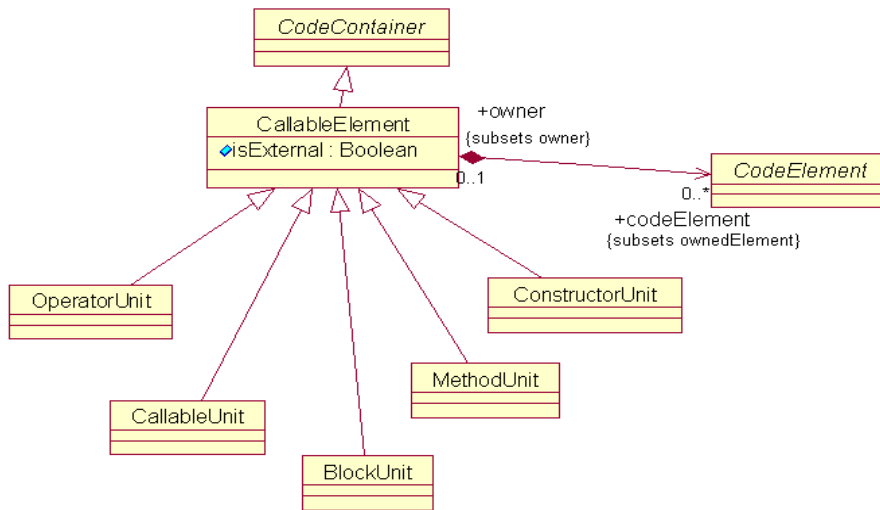 CodeContainer
CallableElement
isExternal : Boolean
+owner
{subsets owner}
0..1
CodeElement
0..*
+codeElement
{subsets ownedElement}
OperatorUnit
ConstructorUnit
MethodUnit
CallableUnit
BlockUnit